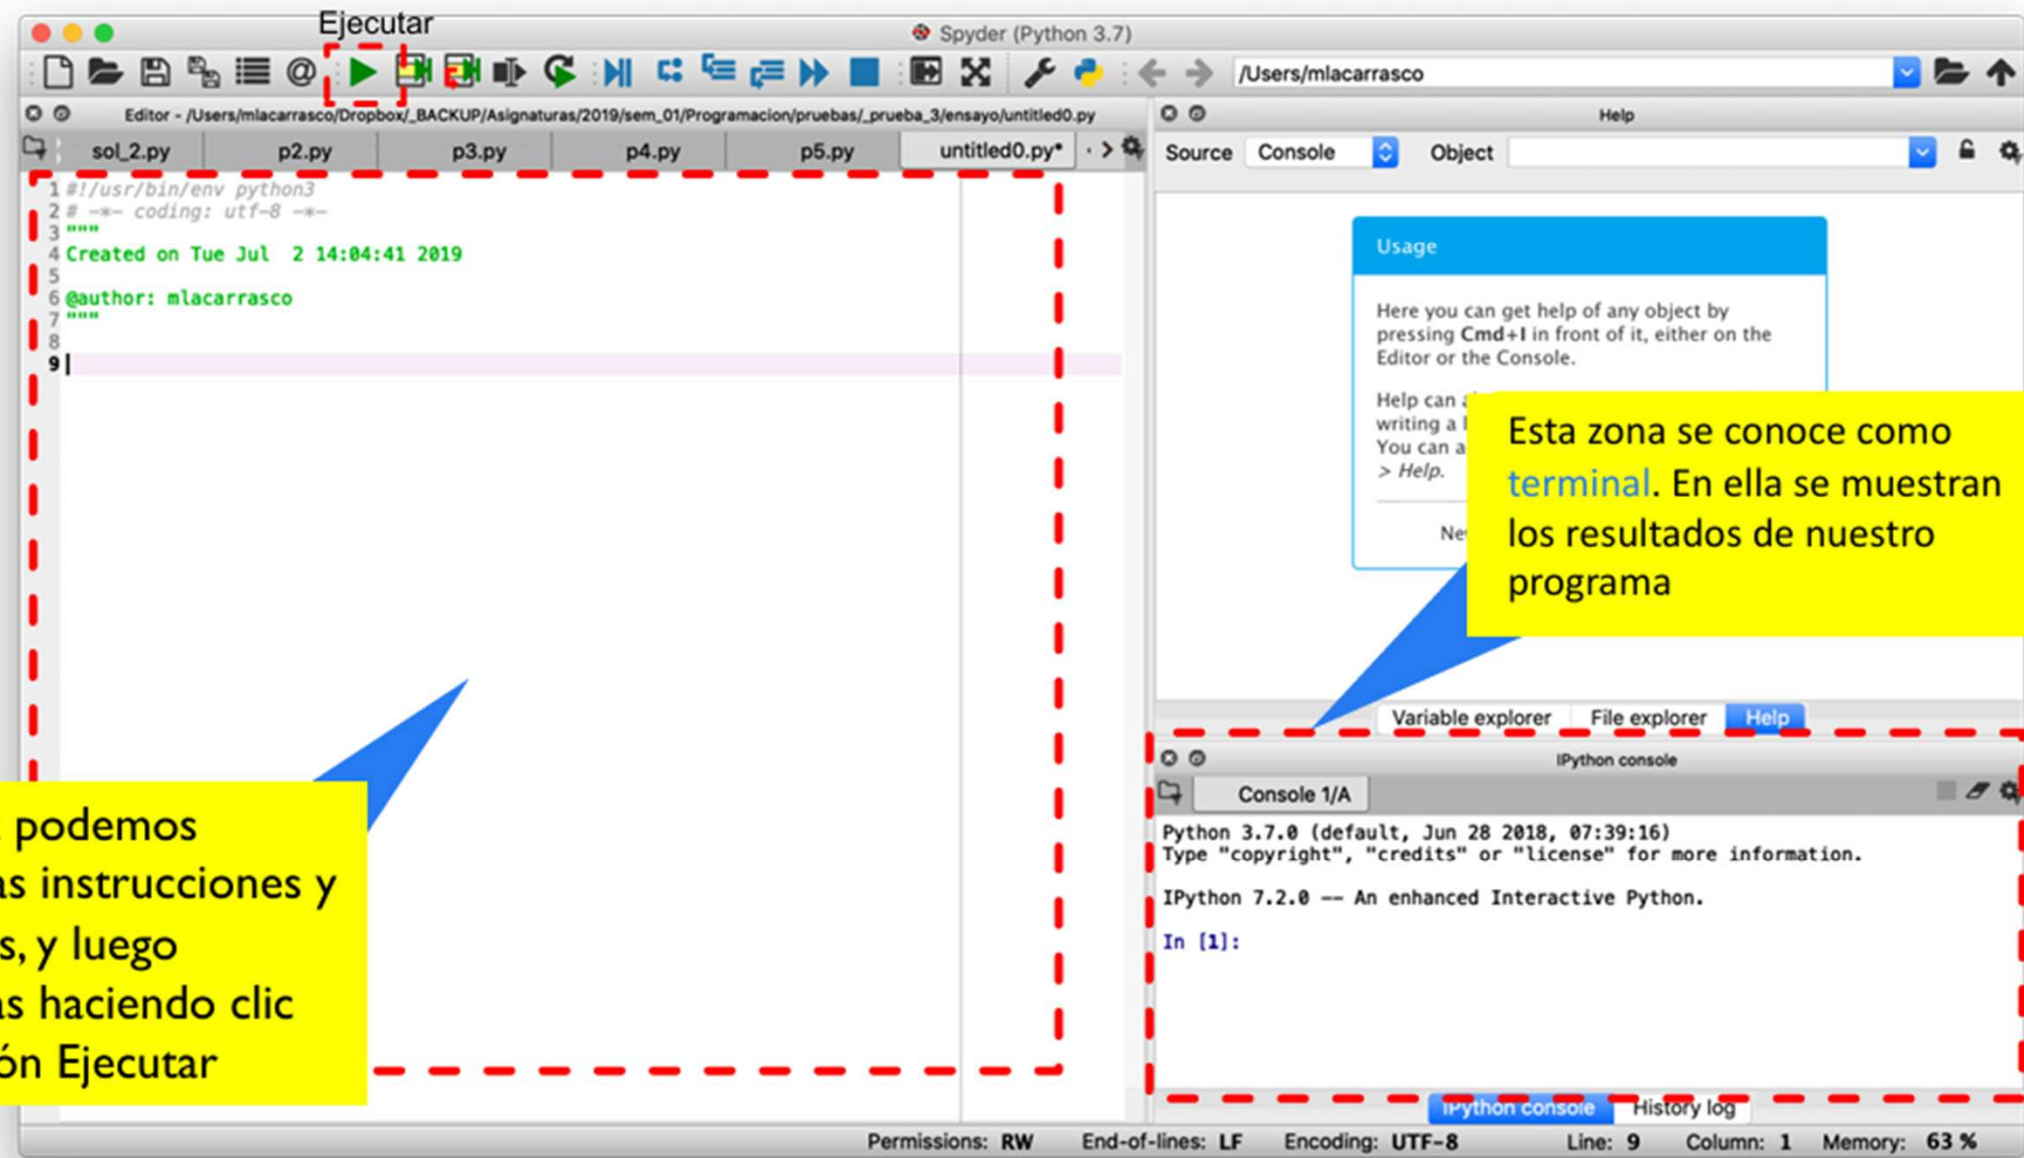 Ejecutar
Spyder (Python 3.7)
@
/Users/mlacarrasco
Editor - /Users/mlacarrasco/Dropbox/_BACKUP/Asignaturas/2019/sem_01/Programacion/pruebas/_prueba_3/ensayo/untitled0.py
sol_2.py p2.py p3.py p4.py p5.py untitled0.py*
1 #!/usr/bin/env python3
2 # -*- coding: utf-8 -*-
3 """
4 Created on Tue Jul  2 14:04:41 2019
5
6 @author: mlacarrasco
7 """
8
9
podemos
as instrucciones y
s, y luego
as haciendo clic
ón Ejecutar
Help
Source Console Object
Usage
Here you can get help of any object by
pressing Cmd+I in front of it, either on the
Editor or the Console.
Help can
writing a
You can a
> Help.
Ne
Esta zona se conoce como
terminal. En ella se muestran
los resultados de nuestro
programa
Variable explorer File explorer Help
IPython console
Console 1/A
Python 3.7.0 (default, Jun 28 2018, 07:39:16)
Type "copyright", "credits" or "license" for more information.
IPython 7.2.0 -- An enhanced Interactive Python.
In [1]:
IPython console History log
Permissions: RW End-of-lines: LF Encoding: UTF-8 Line: 9 Column: 1 Memory: 63 %